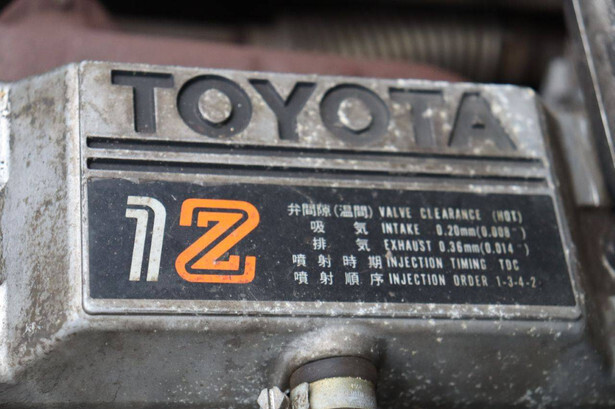 TOYOTA
1Z
弁間隙(温間) VALVE CLEARANCE (HOT)
吸気 INTAKE 0.20mm(0.008")
排気 EXHAUST 0.36mm(0.014")
噴射時期 INJECTION TIMING TDC
噴射順序 INJECTION ORDER 1-3-4-2